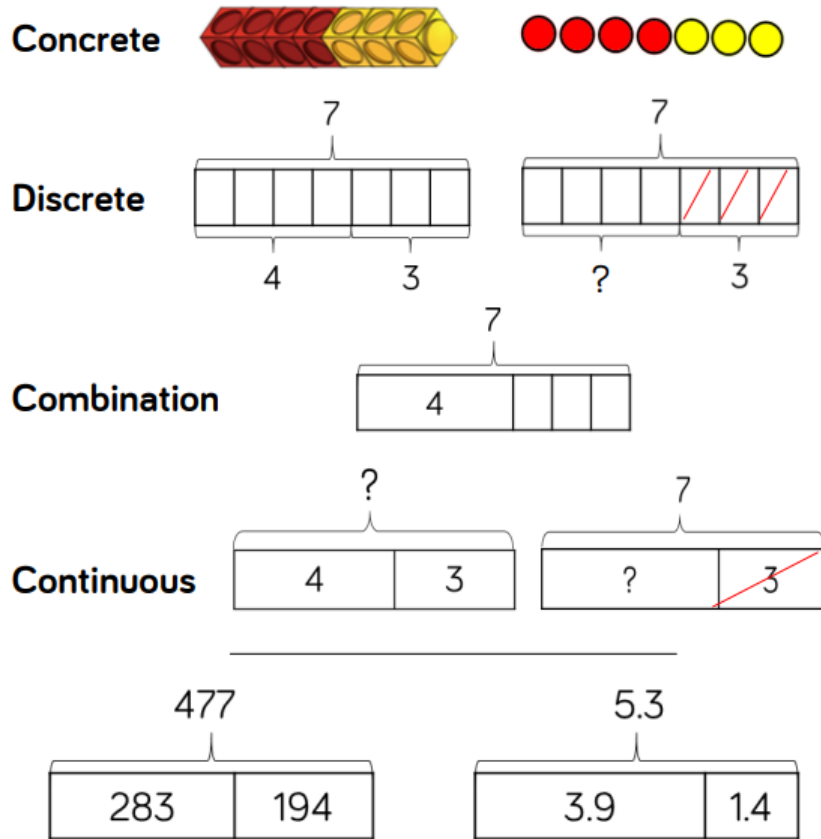 Concrete
7 7
Discrete
4 3 ? 3
7
Combination
4
? 7
Continuous
4 3 ? 3
477 5.3
283 194 3.9 1.4